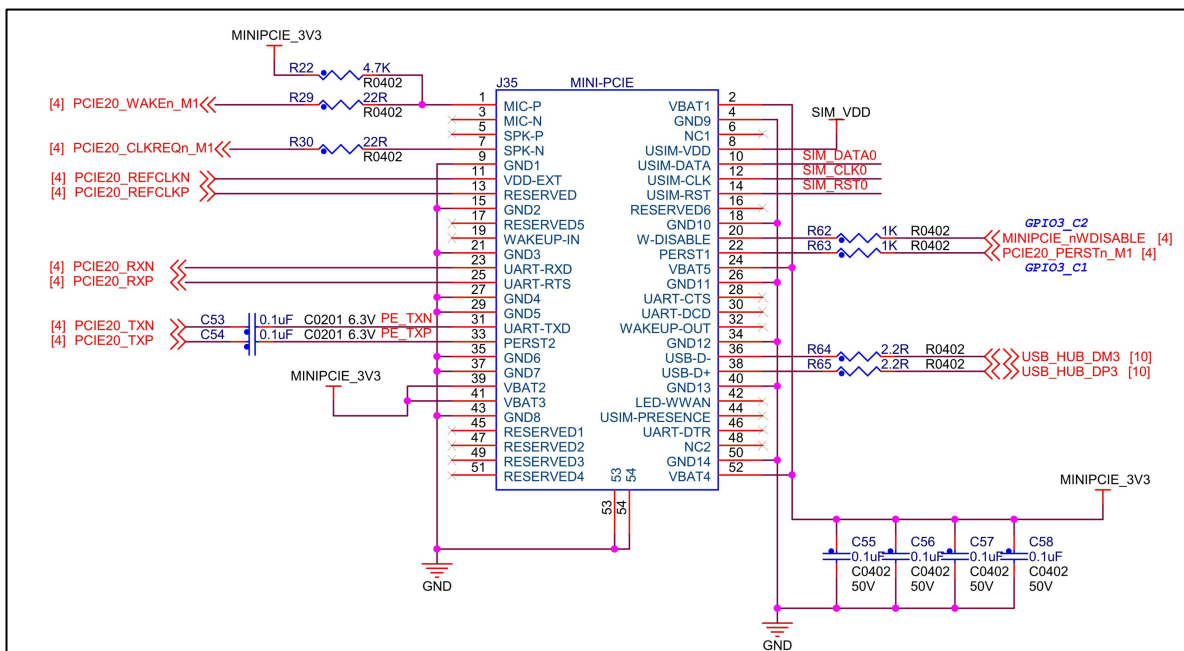 MINIPCIE_3V3
R22 4.7K
R0402
[4] PCIE20_WAKEn_M1 R29 22R
R0402
[4] PCIE20_CLKREQn_M1 R30 22R
R0402
[4] PCIE20_REFCLKN
[4] PCIE20_REFCLKP
[4] PCIE20_RXN
[4] PCIE20_RXP
[4] PCIE20_TXN C53 0.1uF C0201 6.3V PE_TXN
[4] PCIE20_TXP C54 0.1uF C0201 6.3V PE_TXP
MINIPCIE_3V3
J35 MINI-PCIE
1 MIC-P VBAT1 2
3 MIC-N GND9 4
5 SPK-P NC1 6
7 SPK-N USIM-VDD 8
9 GND1 USIM-DATA 10
11 VDD-EXT USIM-CLK 12
13 RESERVED USIM-RST 14
15 GND2 RESERVED6 16
17 RESERVED5 GND10 18
19 WAKEUP-IN W-DISABLE 20
21 GND3 PERST1 22
23 UART-RXD VBAT5 24
25 UART-RTS GND11 26
27 GND4 UART-CTS 28
29 GND5 UART-DCD 30
31 UART-TXD WAKEUP-OUT 32
33 PERST2 GND12 34
35 GND6 USB-D- 36
37 GND7 USB-D+ 38
39 VBAT2 GND13 40
41 VBAT3 LED-WWAN 42
43 GND8 USIM-PRESENCE 44
45 RESERVED1 UART-DTR 46
47 RESERVED2 NC2 48
49 RESERVED3 GND14 50
51 RESERVED4 VBAT4 52
53 54
53 54
GND
SIM_VDD
SIM_DATA0
SIM_CLK0
SIM_RST0
GPIO3_C2
R62 1K R0402 MINIPCIE_nWDISABLE [4]
R63 1K R0402 PCIE20_PERSTn_M1 [4]
GPIO3_C1
R64 2.2R R0402 USB_HUB_DM3 [10]
R65 2.2R R0402 USB_HUB_DP3 [10]
MINIPCIE_3V3
C55 C56 C57 C58
0.1uF 0.1uF 0.1uF 0.1uF
C0402 C0402 C0402 C0402
50V 50V 50V 50V
GND